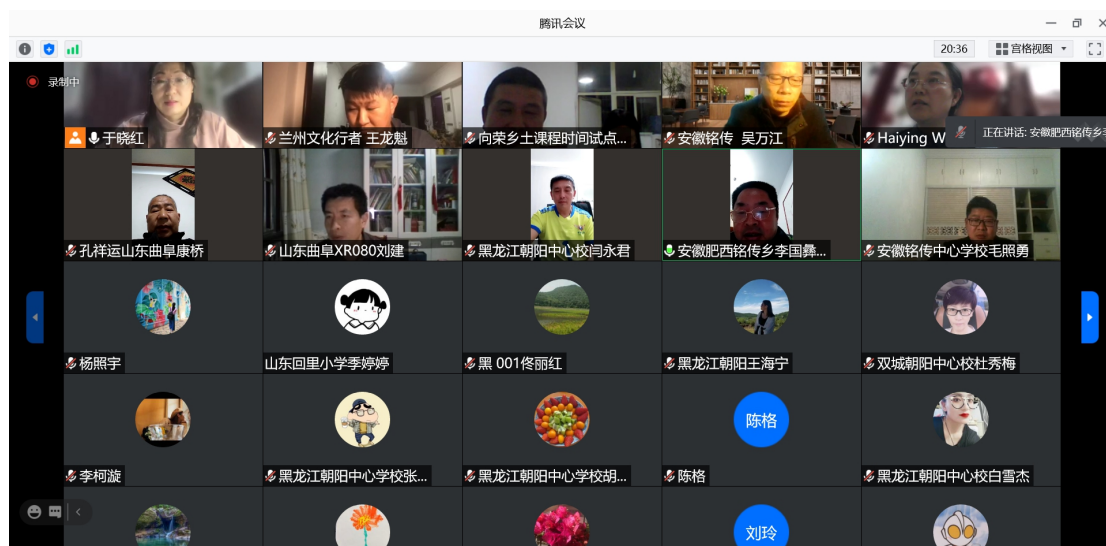 腾讯会议
20:36
宫格视图
录制中
于晓红
兰州文化行者 王龙魁
向荣乡土课程时间试点...
安徽铭传 吴万江
Haiying W
正在讲话: 安徽肥西铭传乡李
孔祥运山东曲阜康桥
山东曲阜XR080刘建
黑龙江朝阳中心校闫永君
安徽肥西铭传乡李国彝...
安徽铭传中心学校毛照勇
杨照宇
山东回里小学季婷婷
黑 001佟丽红
黑龙江朝阳王海宁
双城朝阳中心校杜秀梅
陈格
李柯漩
黑龙江朝阳中心学校张...
黑龙江朝阳中心学校胡...
陈格
黑龙江朝阳中心校白雪杰
刘玲